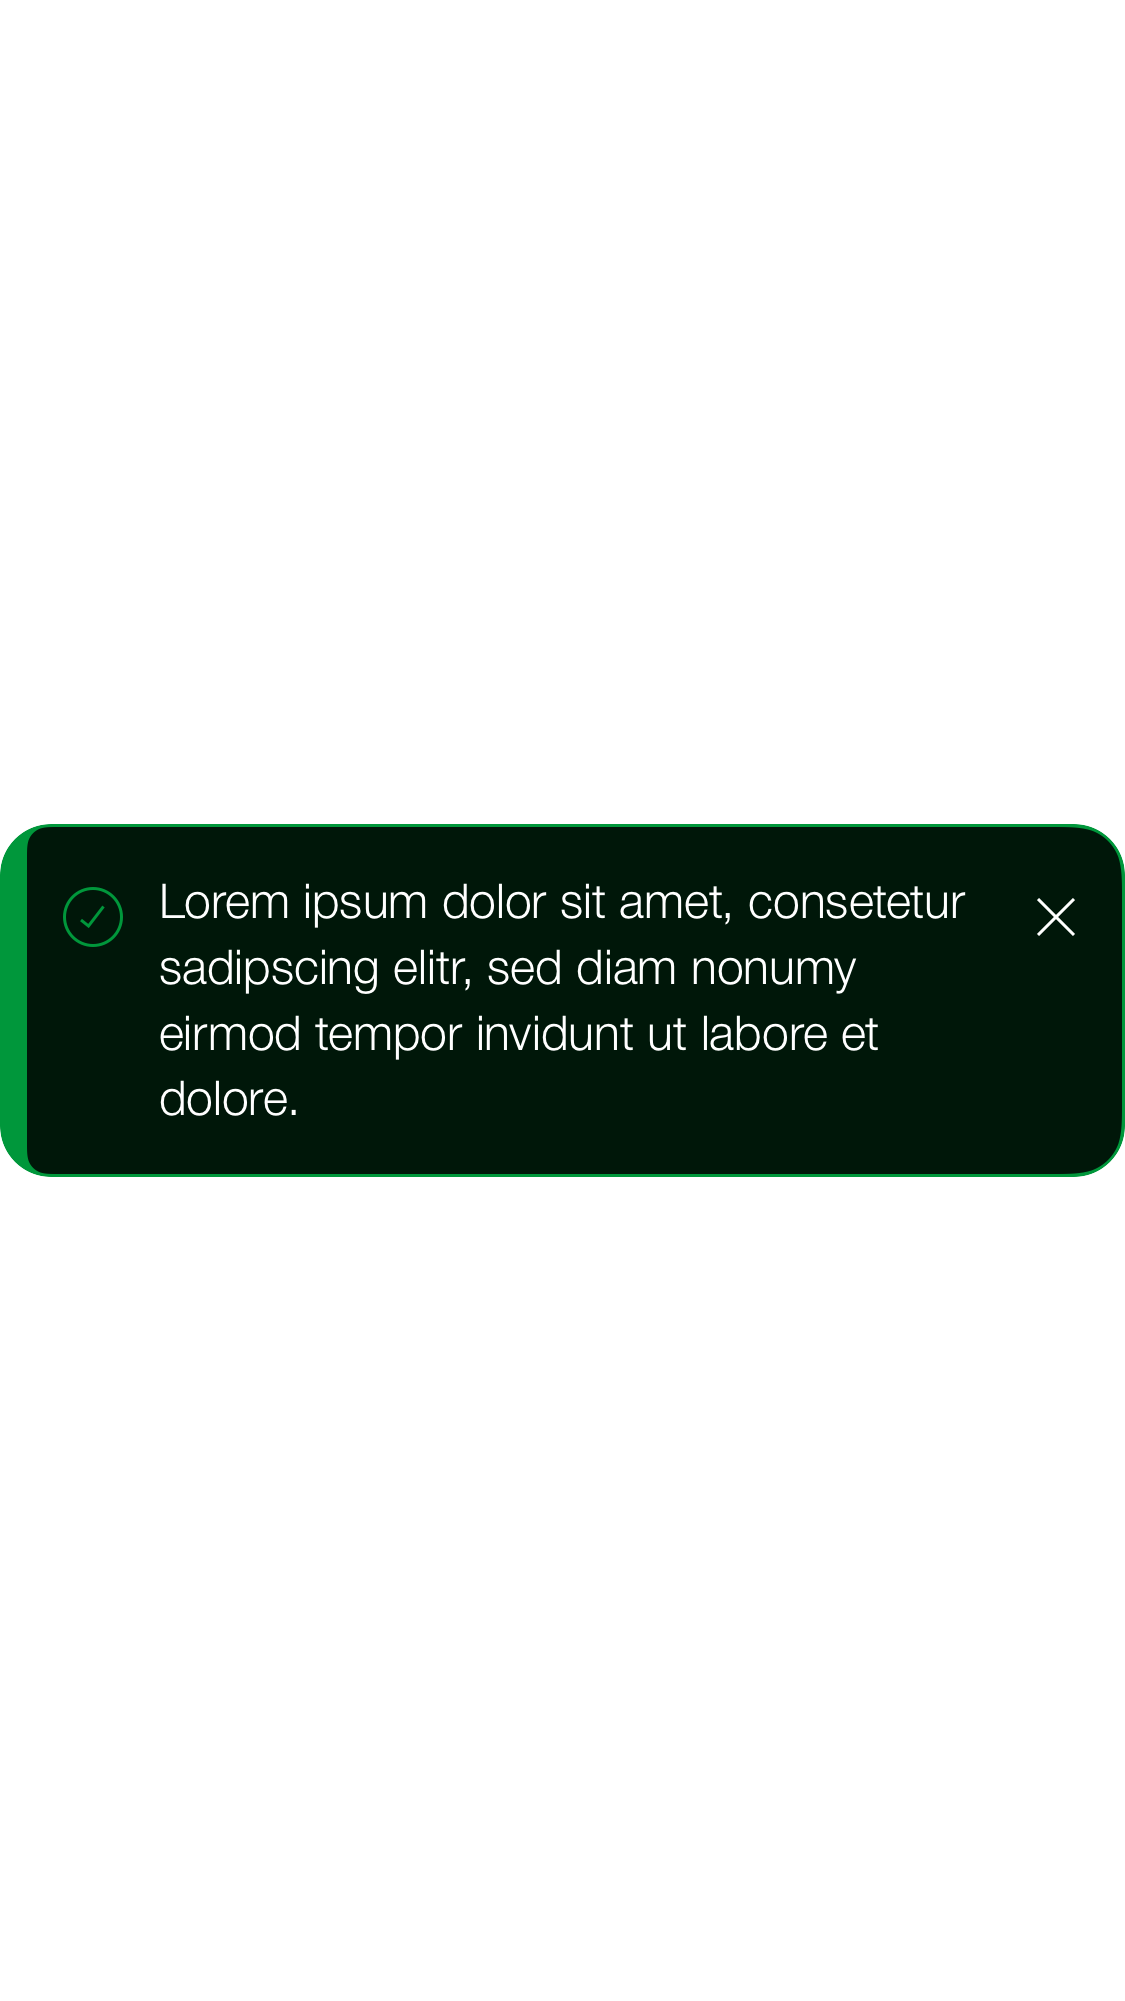 Lorem ipsum dolor sit amet, consetetur
sadipscing elitr, sed diam nonumy
eirmod tempor invidunt ut labore et
dolore.